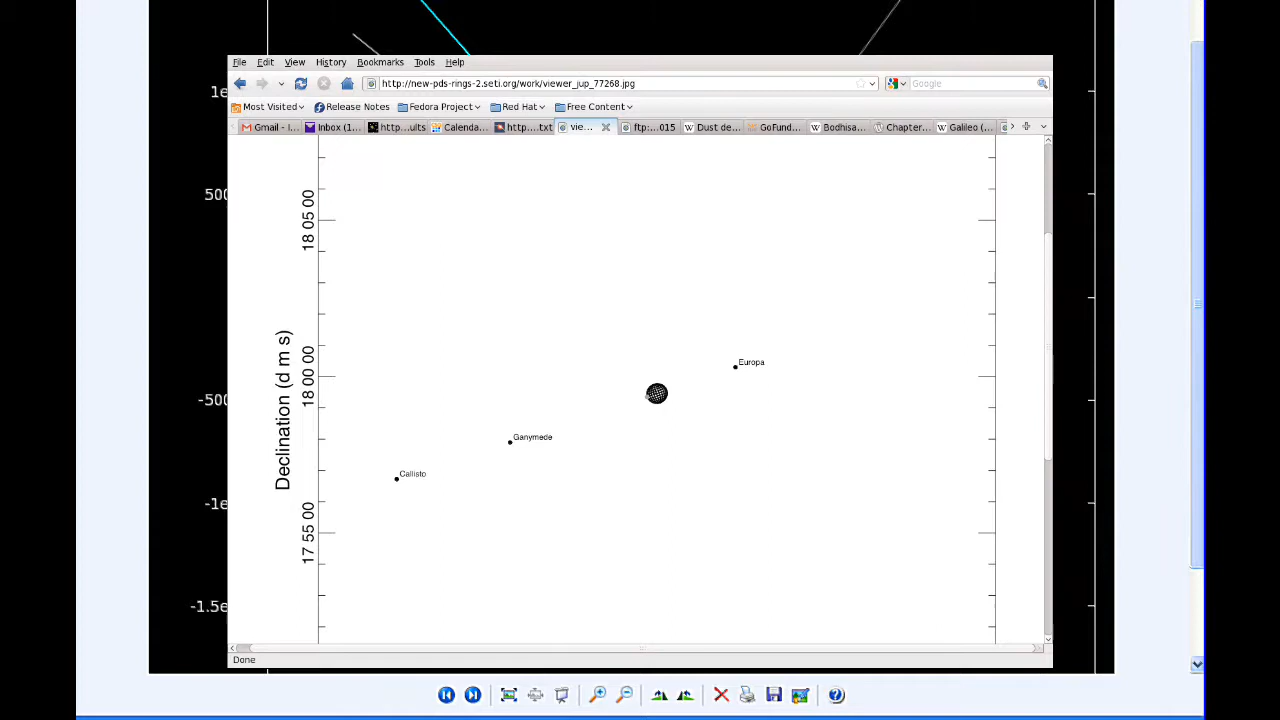 File Edit View History Bookmarks Tools Help
http://new-pds-rings-2.seti.org/work/viewer_jup_77268.jpg
Google
Most Visited Release Notes Fedora Project Red Hat Free Content
Gmail - I... Inbox (1... http...ults Calenda... http....txt vie... ftp:...015 Dust de... GoFund... Bodhisa... Chapter... Galileo (...
1e
500
-500
-1e
-1.5e
18 05 00
18 00 00
17 55 00
Declination (d m s)
Europa
Ganymede
Callisto
Done